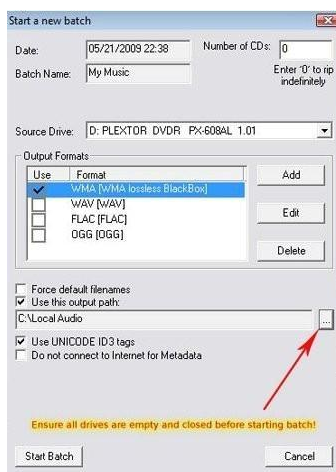 Start a new batch
Date: 05/21/2009 22:38 Number of CDs: 0
Batch Name: My Music Enter '0' to rip
indefinitely
Source Drive: D: PLEXTOR DVDR PX-608AL 1.01
Output Formats
Use Format
WMA [WMA lossless BlackBox]
WAV [WAV]
FLAC [FLAC]
OGG [OGG]
Add
Edit
Delete
Force default filenames
Use this output path:
C:\Local Audio
...
Use UNICODE ID3 tags
Do not connect to Internet for Metadata
Ensure all drives are empty and closed before starting batch!
Start Batch Cancel